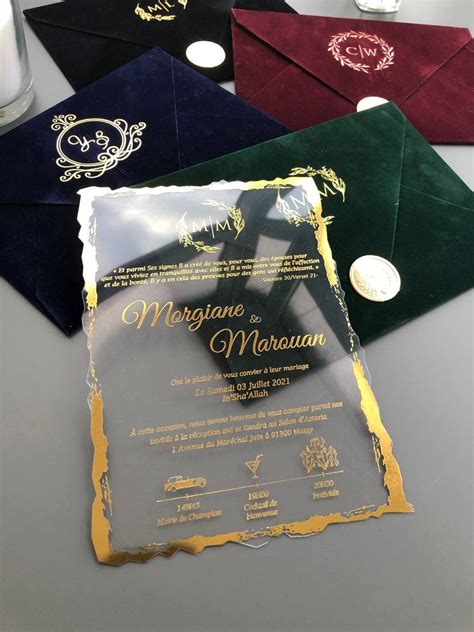 M|L
C|W
y&g
M|M
M|M
« Et parmi Ses signes Il a créé de vous, pour vous, des épouses pour
que vous viviez en tranquilité avec elles et Il a mis entre vous de l'affection
et de la bonté. Il y a en cela des preuves pour des gens qui réfléchissent. »
-Sourate 30/Verset 21-
Morgiane
&
Marouan
Ont le plaisir de vous convier à leur mariage
Le Samedi 03 Juillet 2021
In'Sha'Allah
À cette occasion, nous serons heureux de vous compter parmi nos
invités à la réception qui se tiendra au Salon d'Astoria
1 Avenue du Maréchal Juin à 91300 Massy
14H45
Mairie de Champlan
19H00
Cocktail de
bienvenue
20H30
Festivités